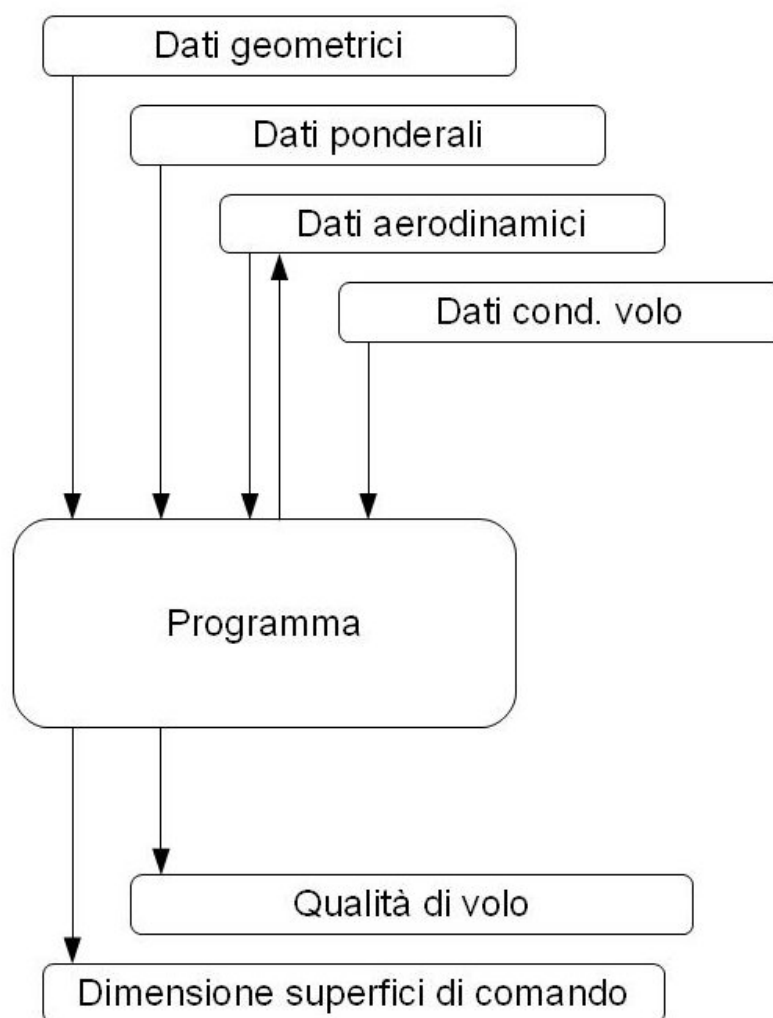 Dati geometrici
Dati ponderali
Dati aerodinamici
Dati cond. volo
Programma
Qualità di volo
Dimensione superfici di comando